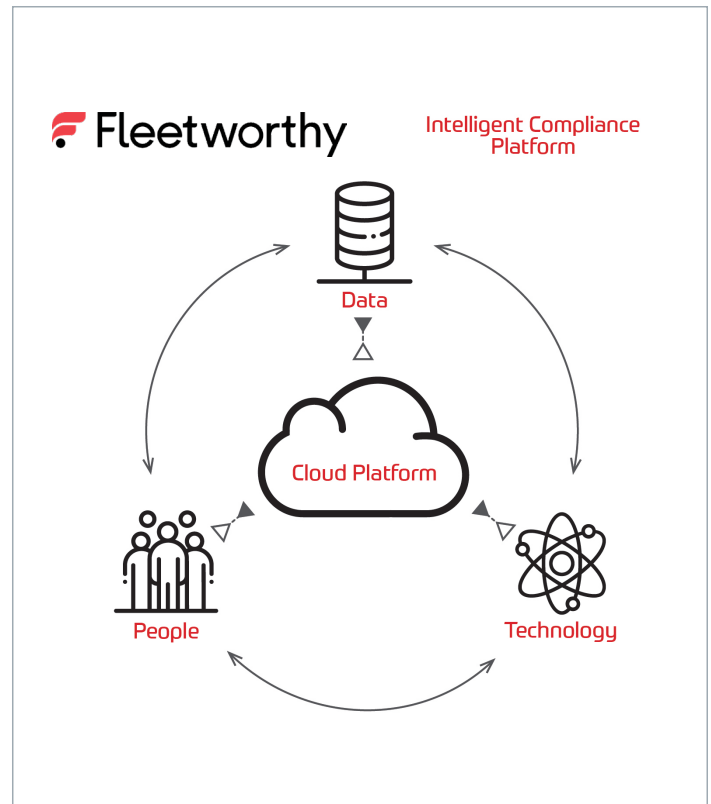 Fleetworthy
Intelligent Compliance
Platform
Data
Cloud Platform
People
Technology